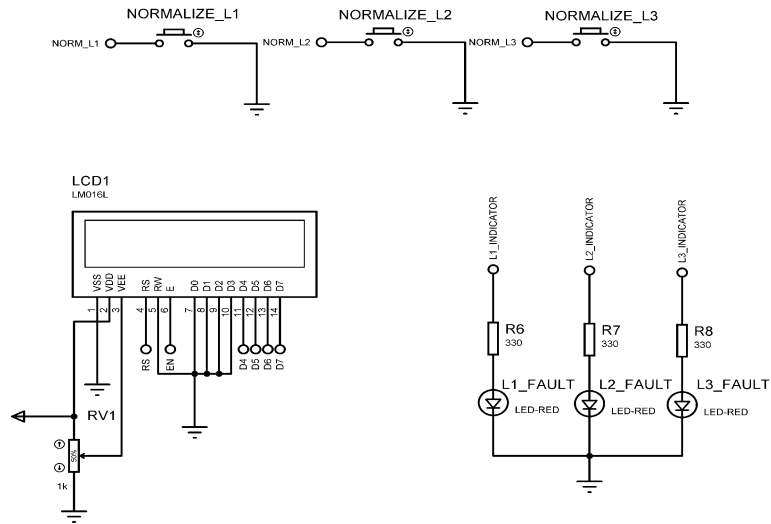 NORMALIZE_L1
NORMALIZE_L2
NORMALIZE_L3
NORM_L1
NORM_L2
NORM_L3
LCD1
LM016L
VSS
VDD
VEE
RS
RW
E
D0
D1
D2
D3
D4
D5
D6
D7
1
2
3
4
5
6
7
8
9
10
11
12
13
14
RS
EN
D4
D5
D6
D7
RV1
50%
1k
L1_INDICATOR
L2_INDICATOR
L3_INDICATOR
R6
330
R7
330
R8
330
L1_FAULT
LED-RED
L2_FAULT
LED-RED
L3_FAULT
LED-RED